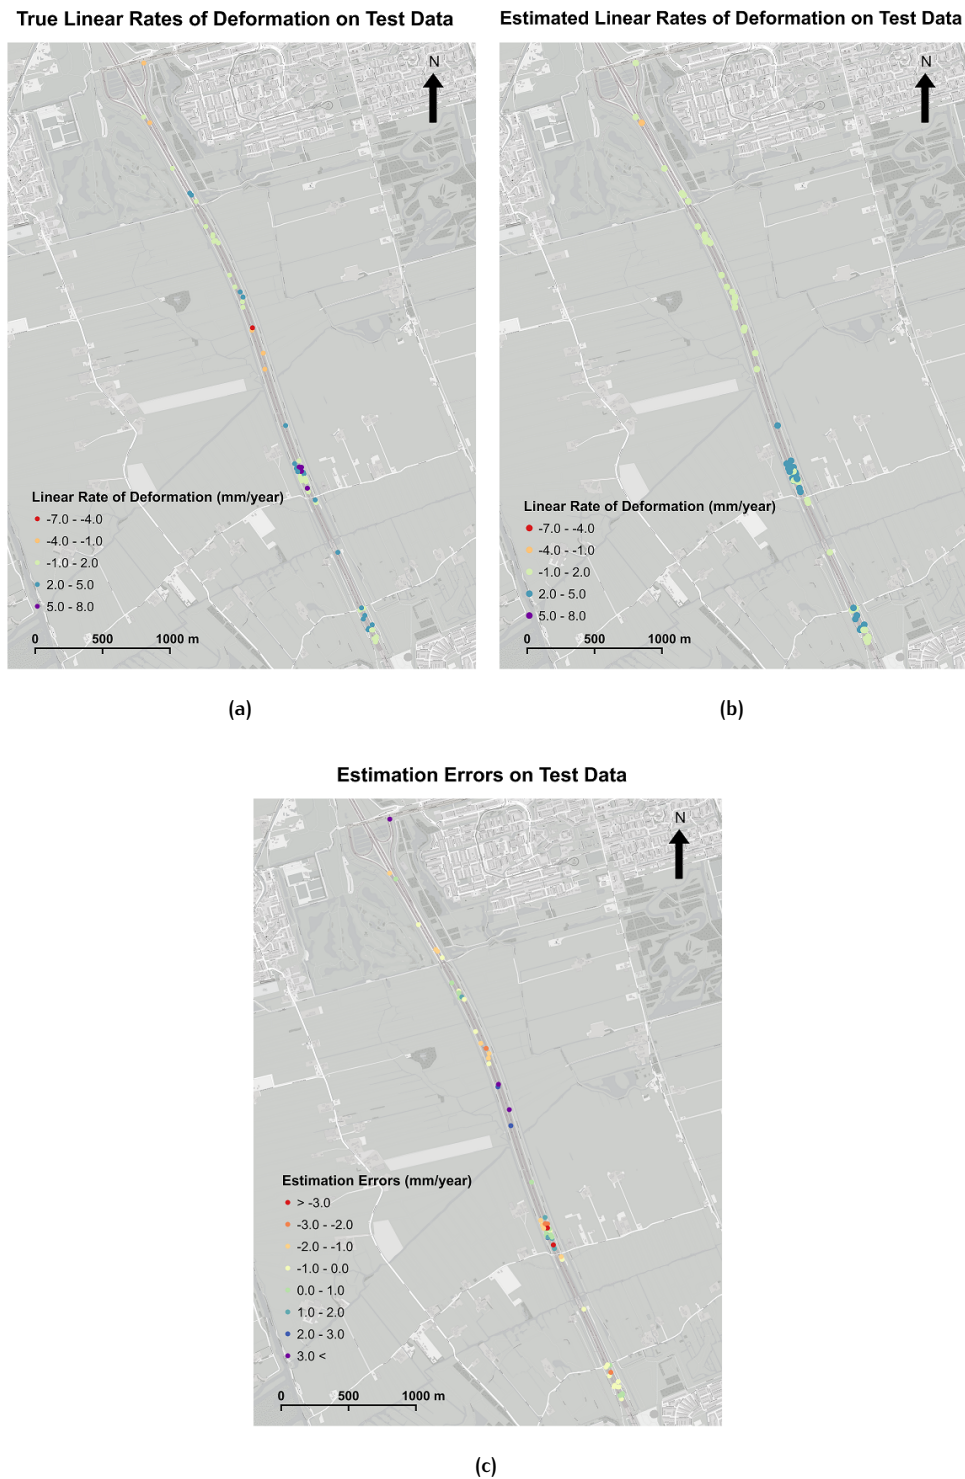 True Linear Rates of Deformation on Test Data
Estimated Linear Rates of Deformation on Test Data
N
Linear Rate of Deformation (mm/year)
-7.0 - -4.0
-4.0 - -1.0
-1.0 - 2.0
2.0 - 5.0
5.0 - 8.0
0 500 1000 m
N
Linear Rate of Deformation (mm/year)
-7.0 - -4.0
-4.0 - -1.0
-1.0 - 2.0
2.0 - 5.0
5.0 - 8.0
0 500 1000 m
(a)
(b)
Estimation Errors on Test Data
N
Estimation Errors (mm/year)
> -3.0
-3.0 - -2.0
-2.0 - -1.0
-1.0 - 0.0
0.0 - 1.0
1.0 - 2.0
2.0 - 3.0
3.0 <
0 500 1000 m
(c)